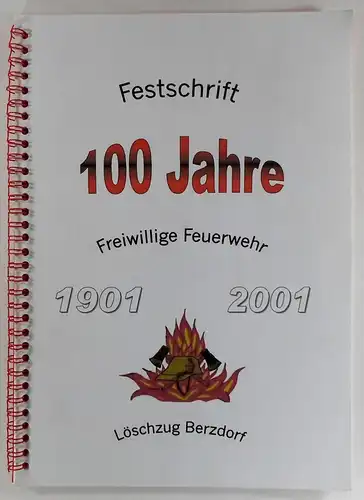 Festschrift
100 Jahre
Freiwillige Feuerwehr
1901 2001
Löschzug Berzdorf